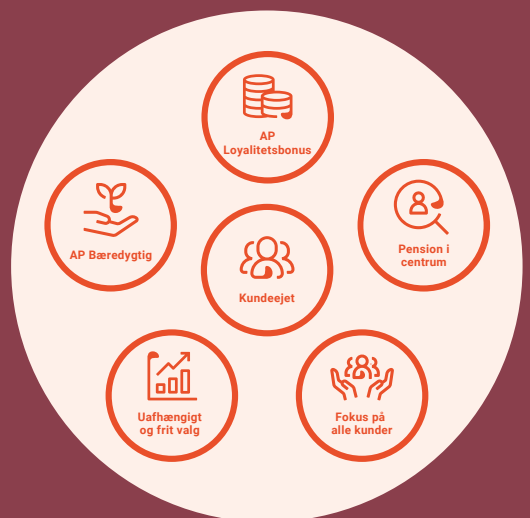 AP
Loyalitetsbonus
AP Bæredygtig
Pension i
centrum
Kundeejet
Uafhængigt
og frit valg
Fokus på
alle kunder